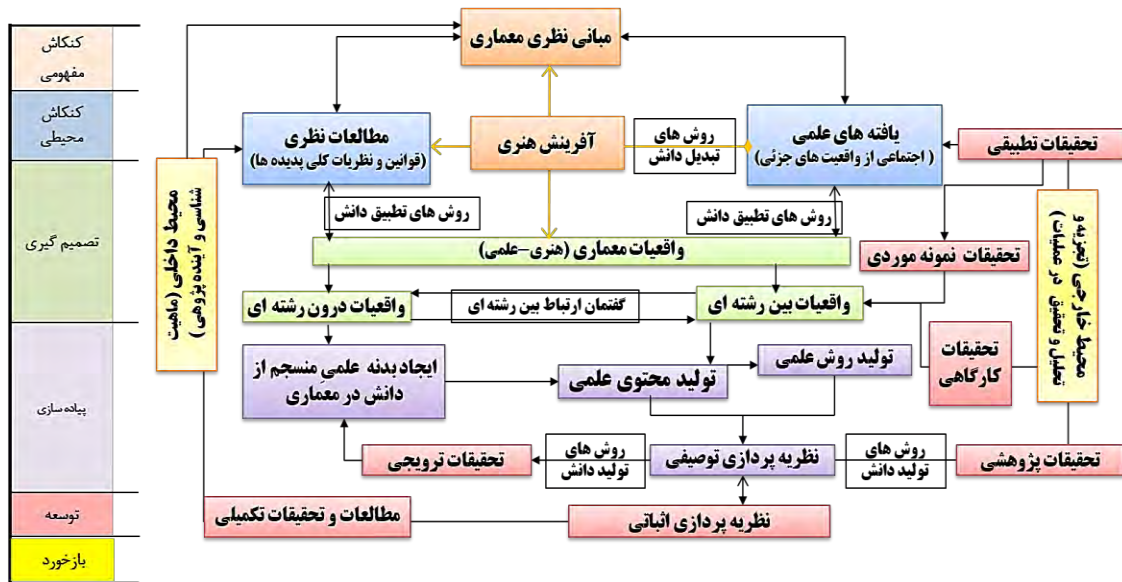 کنکاش
مفهومی
کنکاش
محیطی
تصمیم گیری
پیاده سازی
توسعه
بازخورد
مبانی نظری معماری
یافته های علمی
( اجتماعی از واقعیت های جزئی)
روش های
تبدیل دانش
آفرینش هنری
مطالعات نظری
(قوانین و نظریات کلی پدیده ها)
تحقیقات تطبیقی
روش های تطبیق دانش
روش های تطبیق دانش
واقعیات معماری (هنری-علمی)
تحقیقات نمونه موردی
محیط خارجی (تجزیه و
تحلیل و تحقیق در عملیات)
محیط داخلی (ماهیت
شناسی و آینده پژوهی)
واقعیات بین رشته ای
گفتمان ارتباط بین رشته ای
واقعیات درون رشته ای
تحقیقات
کارگاهی
تولید روش علمی
تولید محتوی علمی
ایجاد بدنه علمیِ منسجم از
دانش در معماری
تحقیقات پژوهشی
روش های
تولید دانش
نظریه پردازی توصیفی
روش های
تولید دانش
تحقیقات ترویجی
نظریه پردازی اثباتی
مطالعات و تحقیقات تکمیلی